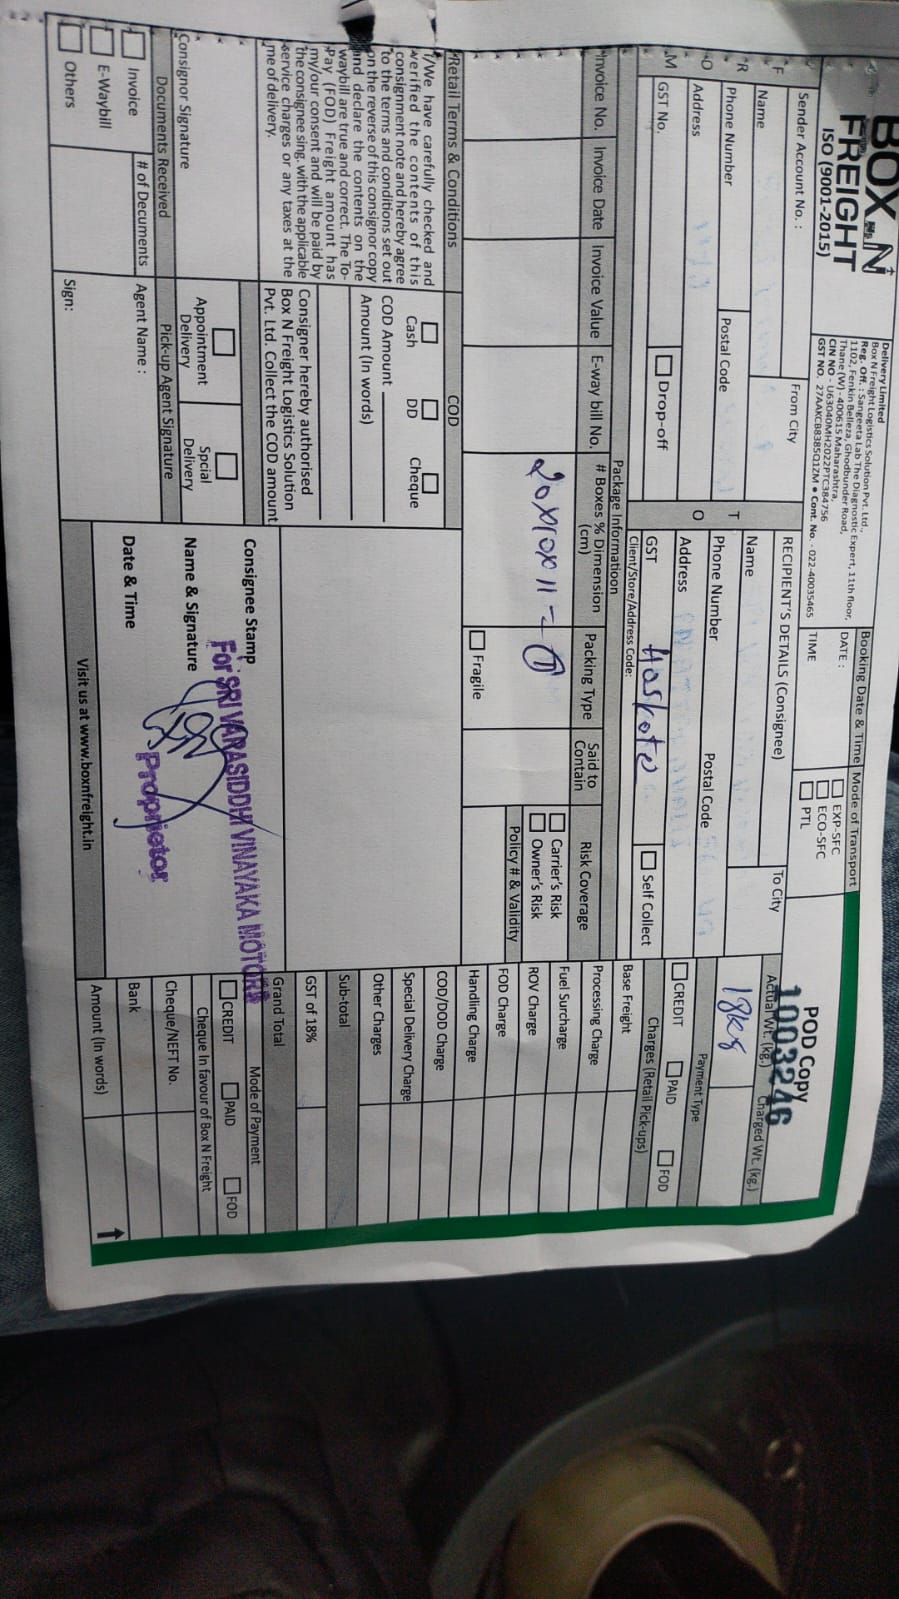 BOX N
FREIGHT
ISO (9001-2015)
Delivery Limited
Box N Freight Logistics Solution Pvt. Ltd.,
Reg. Off. : Sangeeta Lab The Diagnostic Expert, 11th floor,
1102, Fenkin Belleza, Ghodbunder Road,
Thane (W) - 400615 Maharashtra.
CIN NO - U63040MH2022PTC384756
GST NO. 27AAKCB8385Q1ZM • Cont. No. - 022-40035465
Booking Date & Time
DATE :
TIME
Mode of Transport
EXP-SFC
ECO-SFC
PTL
POD Copy
1003246
Sender Account No. :
From City
RECIPIENT'S DETAILS (Consignee)
To City
Actual Wt. (kg.)
Charged Wt. (kg.)
18kg
F
R
O
M
Name
Phone Number
Postal Code
Address
GST No.
Drop-off
T
O
Name
Phone Number
Postal Code
Address
GST
Hoskote
Self Collect
Client/Store/Address Code:
Payment Type
CREDIT
PAID
FOD
Charges (Retail Pick-ups)
Package Informatioon
Invoice No.
Invoice Date
Invoice Value
E-way bill No.
# Boxes % Dimension
(cm)
Packing Type
Said to
Contain
Risk Coverage
20x10x11=1
Fragile
Carrier's Risk
Owner's Risk
Policy # & Validity
Base Freight
Processing Charge
Fuel Surcharge
ROV Charge
FOD Charge
Handling Charge
COD/DOD Charge
Special Delivery Charge
Other Charges
Sub-total
GST of 18%
Grand Total
Retail Terms & Conditions
I/We have carefully checked and
verified the contents of this
consignment note and hereby agree
to the terms and conditions set out
on the reverse of this consignor copy
and declare the contents on the
waybill are true and correct. The To-
Pay (FOD) Freight amount has
my/our consent and will be paid by
the consignee sing. with the applicable
service charges or any taxes at the
me of delivery.
COD
Cash
DD
Cheque
COD Amount
Amount (In words)
Consigner hereby authorised
Box N Freight Logistics Solution
Pvt. Ltd. Collect the COD amount
Consignor Signature
Appointment
Delivery
Spcial
Delivery
Documents Received
Pick-up Agent Signature
Invoice
E-Waybill
Others
# of Decuments
Agent Name :
Sign:
Consignee Stamp
For SRI VARASIDDHI VINAYAKA MOTORS
Name & Signature
Proprietor
Date & Time
Mode of Payment
CREDIT
PAID
FOD
Cheque In favour of Box N Freight
Cheque/NEFT No.
Bank
Amount (In words)
Visit us at www.boxnfreight.in